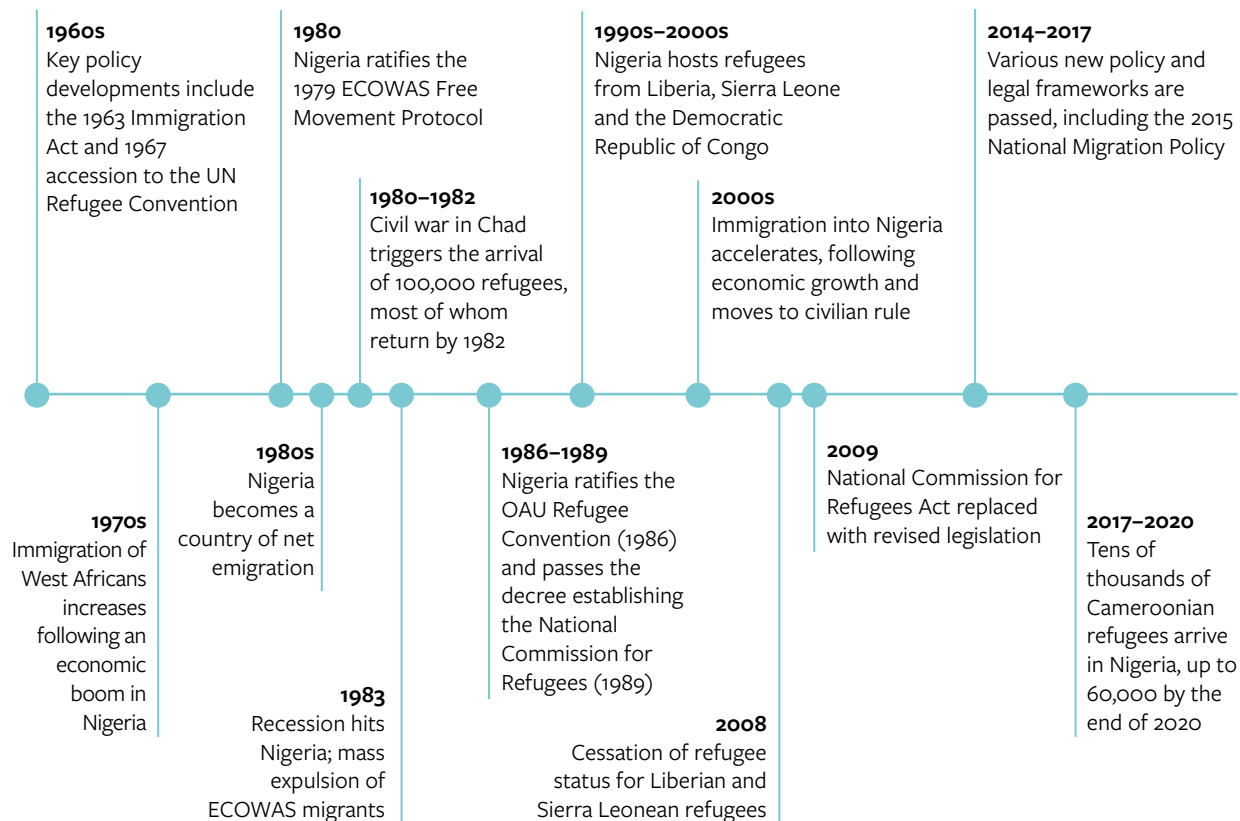 1960s
Key policy
developments include
the 1963 Immigration
Act and 1967
accession to the UN
Refugee Convention
1980
Nigeria ratifies the
1979 ECOWAS Free
Movement Protocol
1990s–2000s
Nigeria hosts refugees
from Liberia, Sierra Leone
and the Democratic
Republic of Congo
2014–2017
Various new policy and
legal frameworks are
passed, including the 2015
National Migration Policy
1980–1982
Civil war in Chad
triggers the arrival
of 100,000 refugees,
most of whom
return by 1982
2000s
Immigration into Nigeria
accelerates, following
economic growth and
moves to civilian rule
1970s
Immigration of
West Africans
increases
following an
economic
boom in
Nigeria
1980s
Nigeria
becomes a
country of net
emigration
1983
Recession hits
Nigeria; mass
expulsion of
ECOWAS migrants
1986–1989
Nigeria ratifies the
OAU Refugee
Convention (1986)
and passes the
decree establishing
the National
Commission for
Refugees (1989)
2008
Cessation of refugee
status for Liberian and
Sierra Leonean refugees
2009
National Commission for
Refugees Act replaced
with revised legislation
2017–2020
Tens of
thousands of
Cameroonian
refugees arrive
in Nigeria, up to
60,000 by the
end of 2020